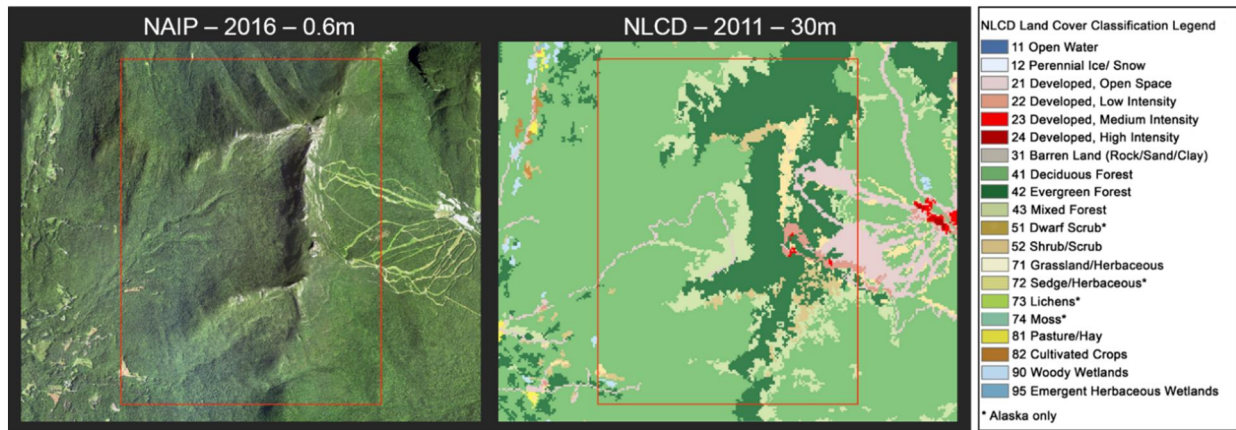 NAIP – 2016 – 0.6m
NLCD – 2011 – 30m
NLCD Land Cover Classification Legend
11 Open Water
12 Perennial Ice/ Snow
21 Developed, Open Space
22 Developed, Low Intensity
23 Developed, Medium Intensity
24 Developed, High Intensity
31 Barren Land (Rock/Sand/Clay)
41 Deciduous Forest
42 Evergreen Forest
43 Mixed Forest
51 Dwarf Scrub*
52 Shrub/Scrub
71 Grassland/Herbaceous
72 Sedge/Herbaceous*
73 Lichens*
74 Moss*
81 Pasture/Hay
82 Cultivated Crops
90 Woody Wetlands
95 Emergent Herbaceous Wetlands
* Alaska only